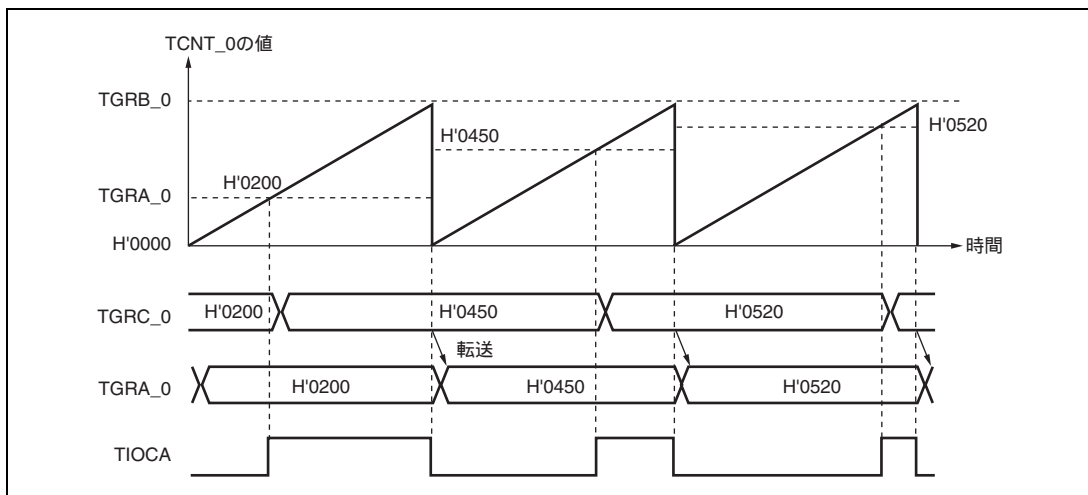 TCNT_0の値
TGRB_0
H'0450
H'0520
H'0200
TGRA_0
H'0000
時間
TGRC_0
H'0200
H'0450
H'0520
転送
TGRA_0
H'0200
H'0450
H'0520
TIOCA